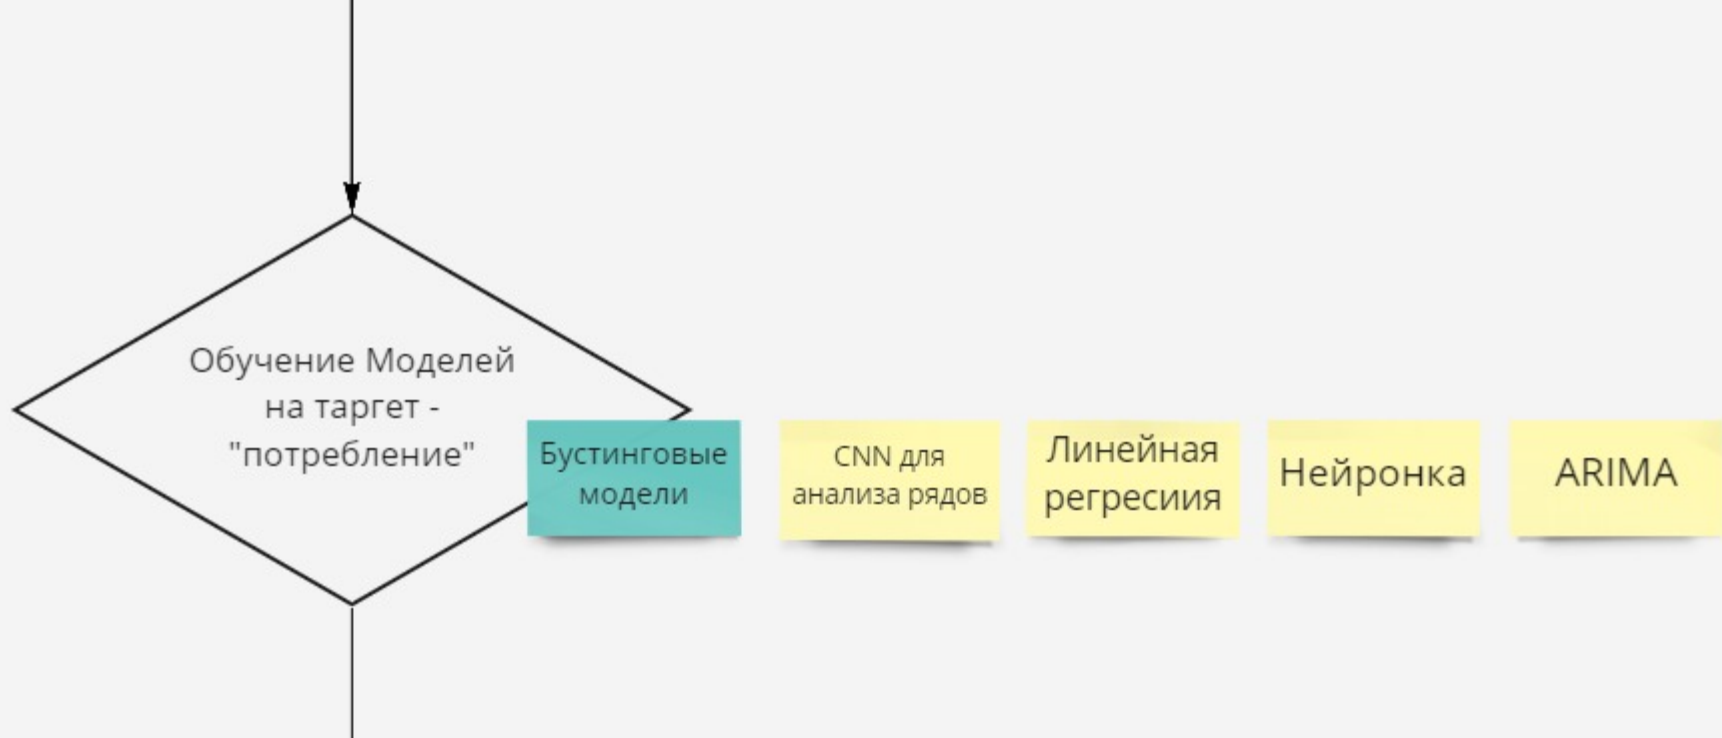 Обучение Моделей
на таргет -
"потребление"
Бустинговые
модели
CNN для
анализа рядов
Линейная
регресиия
Нейронка
ARIMA